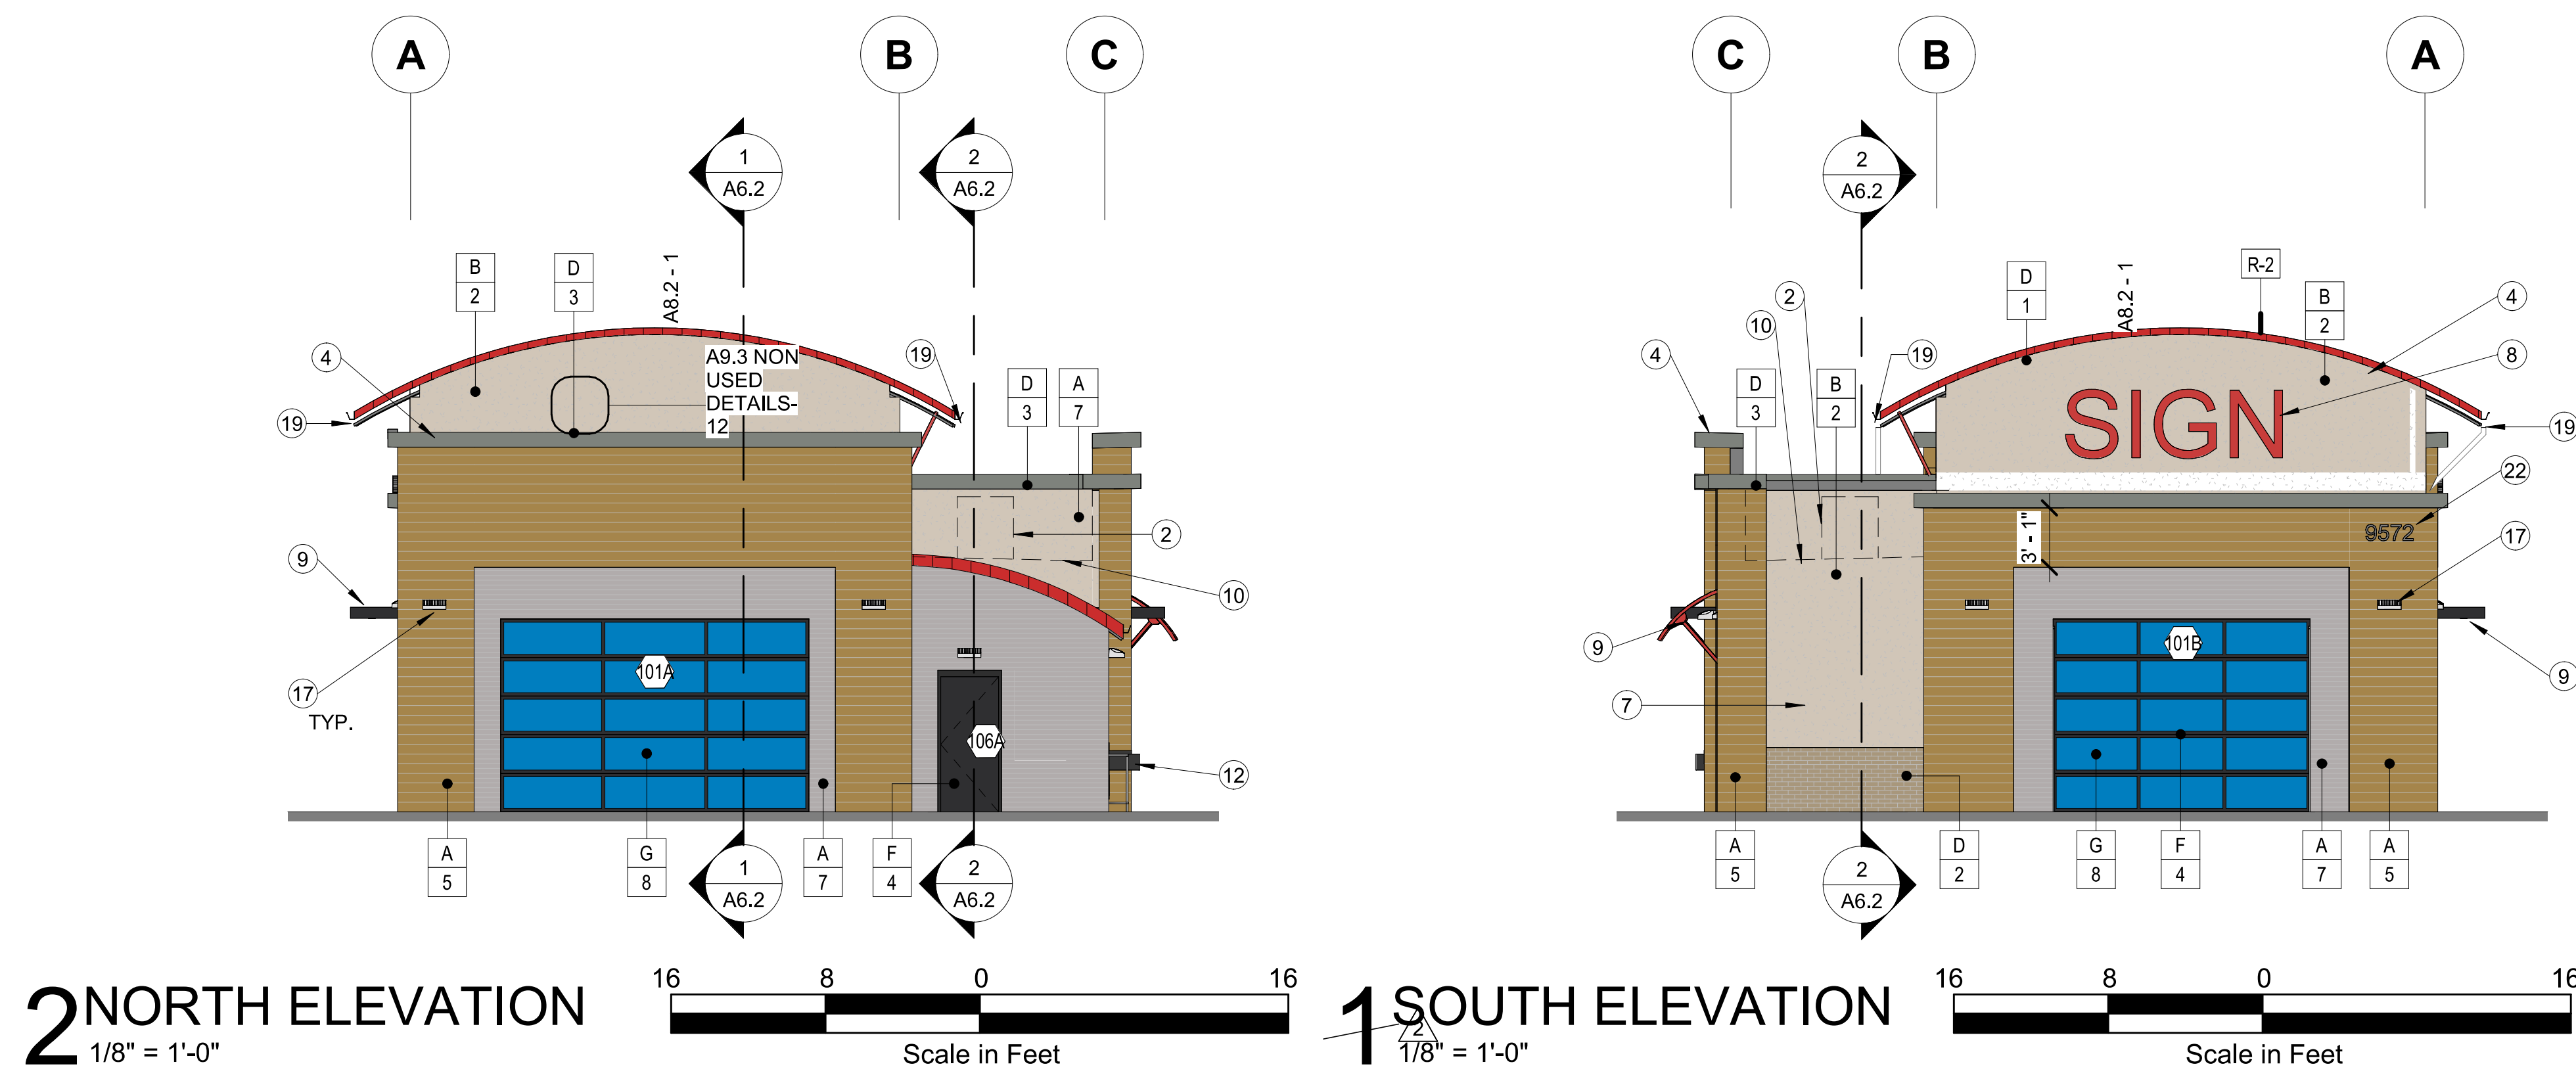 A
B
C
1
A6.2
2
A6.2
B
2
D
3
A8.2 - 1
A9.3 NON
USED
DETAILS-
12
4
19
19
D
3
A
7
2
9
10
17
TYP.
101A
106A
12
A
5
G
8
1
A6.2
A
7
F
4
2
A6.2
2
NORTH ELEVATION
1/8" = 1'-0"
16
8
0
16
Scale in Feet
C
B
A
2
A6.2
D
1
A8.2 - 1
R-2
B
2
4
2
10
4
19
8
D
3
B
2
SIGN
19
22
3' - 1"
9572
17
9
101B
9
7
A
5
2
A6.2
D
2
G
8
F
4
A
7
A
5
1
SOUTH ELEVATION
2
1/8" = 1'-0"
16
8
0
16
Scale in Feet